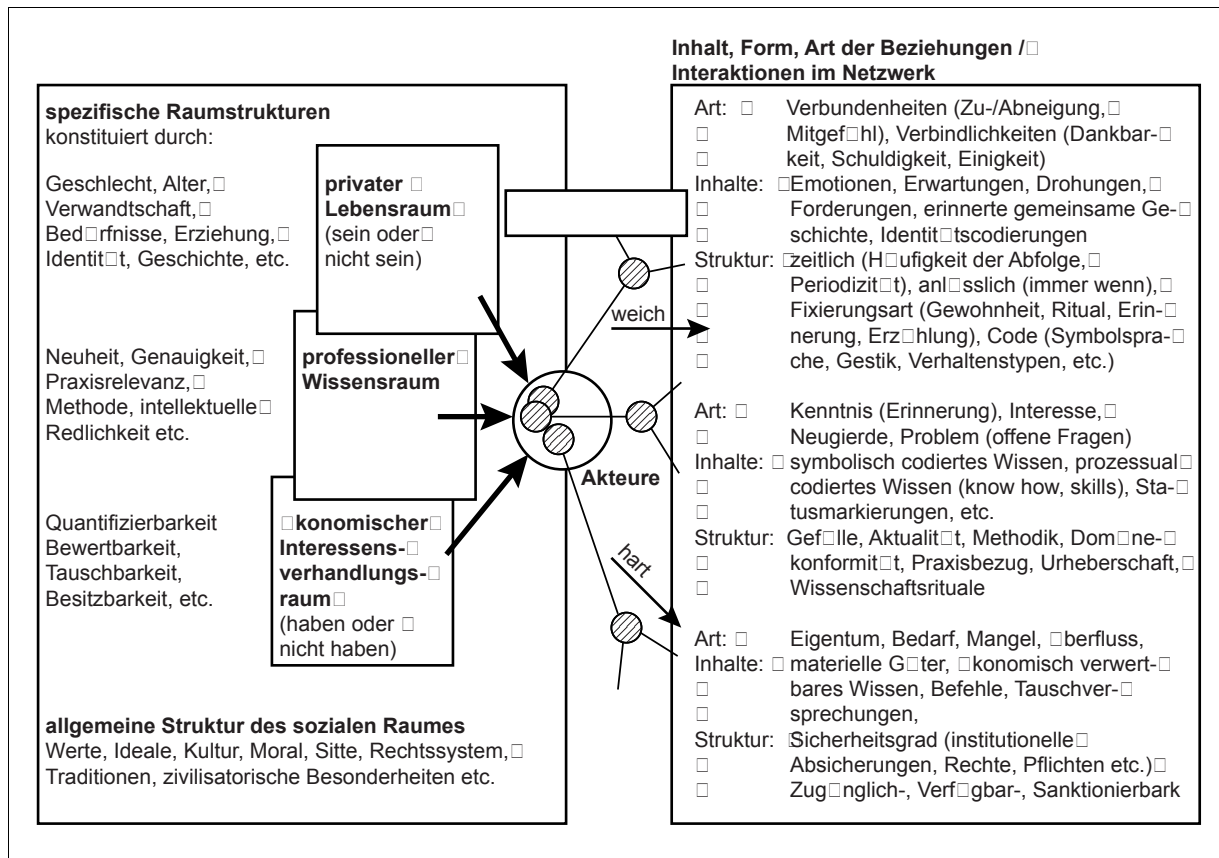 Inhalt, Form, Art der Beziehungen /□
Interaktionen im Netzwerk
spezifische Raumstrukturen
konstituiert durch:
Geschlecht, Alter,□
Verwandtschaft,□
Bed□rfnisse, Erziehung,□
Identit□t, Geschichte, etc.
privater □
Lebensraum□
(sein oder□
nicht sein)
Neuheit, Genauigkeit,□
Praxisrelevanz,□
Methode, intellektuelle□
Redlichkeit etc.
professioneller□
Wissensraum
Quantifizierbarkeit
Bewertbarkeit,
Tauschbarkeit,
Besitzbarkeit, etc.
□konomischer□
Interessens-□
verhandlungs-□
raum□
(haben oder □
nicht haben)
allgemeine Struktur des sozialen Raumes
Werte, Ideale, Kultur, Moral, Sitte, Rechtssystem,□
Traditionen, zivilisatorische Besonderheiten etc.
weich
Akteure
hart
Art: □ Verbundenheiten (Zu-/Abneigung,□
□ Mitgef□hl), Verbindlichkeiten (Dankbar-□
□ keit, Schuldigkeit, Einigkeit)
Inhalte: □Emotionen, Erwartungen, Drohungen,□
□ Forderungen, erinnerte gemeinsame Ge-□
□ schichte, Identit□tscodierungen
Struktur: □zeitlich (H□ufigkeit der Abfolge,□
□ Periodizit□t), anl□sslich (immer wenn),□
□ Fixierungsart (Gewohnheit, Ritual, Erin-□
□ nerung, Erz□hlung), Code (Symbolspra-□
□ che, Gestik, Verhaltenstypen, etc.)
Art: □ Kenntnis (Erinnerung), Interesse,□
□ Neugierde, Problem (offene Fragen)
Inhalte: □ symbolisch codiertes Wissen, prozessual□
□ codiertes Wissen (know how, skills), Sta-□
□ tusmarkierungen, etc.
Struktur: Gef□lle, Aktualit□t, Methodik, Dom□ne-□
□ konformit□t, Praxisbezug, Urheberschaft,□
□ Wissenschaftsrituale
Art: □ Eigentum, Bedarf, Mangel, □berfluss,
Inhalte: □ materielle G□ter, □konomisch verwert-□
□ bares Wissen, Befehle, Tauschver-□
□ sprechungen,
Struktur: □Sicherheitsgrad (institutionelle□
□ Absicherungen, Rechte, Pflichten etc.)□
□ Zug□nglich-, Verf□gbar-, Sanktionierbark